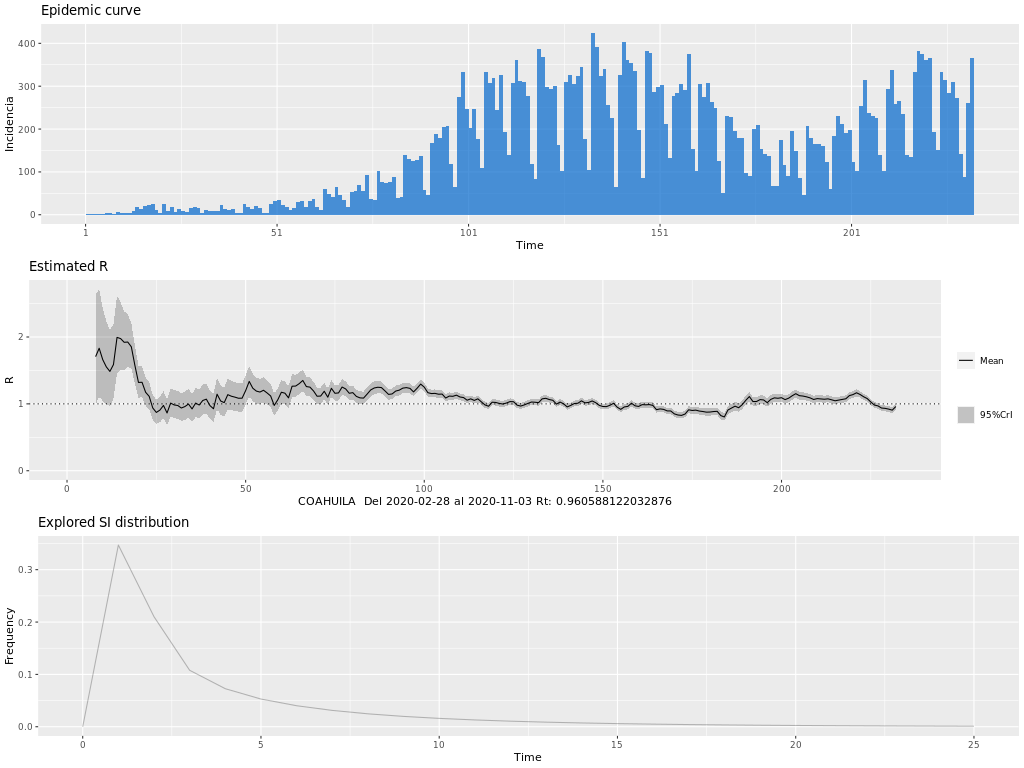 Epidemic curve
400
300
200
100
0
Incidencia
1 51 101 151 201
Time
Estimated R
2
1
0
R
Mean
95%CrI
0 50 100 150 200
COAHUILA Del 2020-02-28 al 2020-11-03 Rt: 0.960588122032876
Explored SI distribution
0.3
0.2
0.1
0.0
Frequency
0 5 10 15 20 25
Time